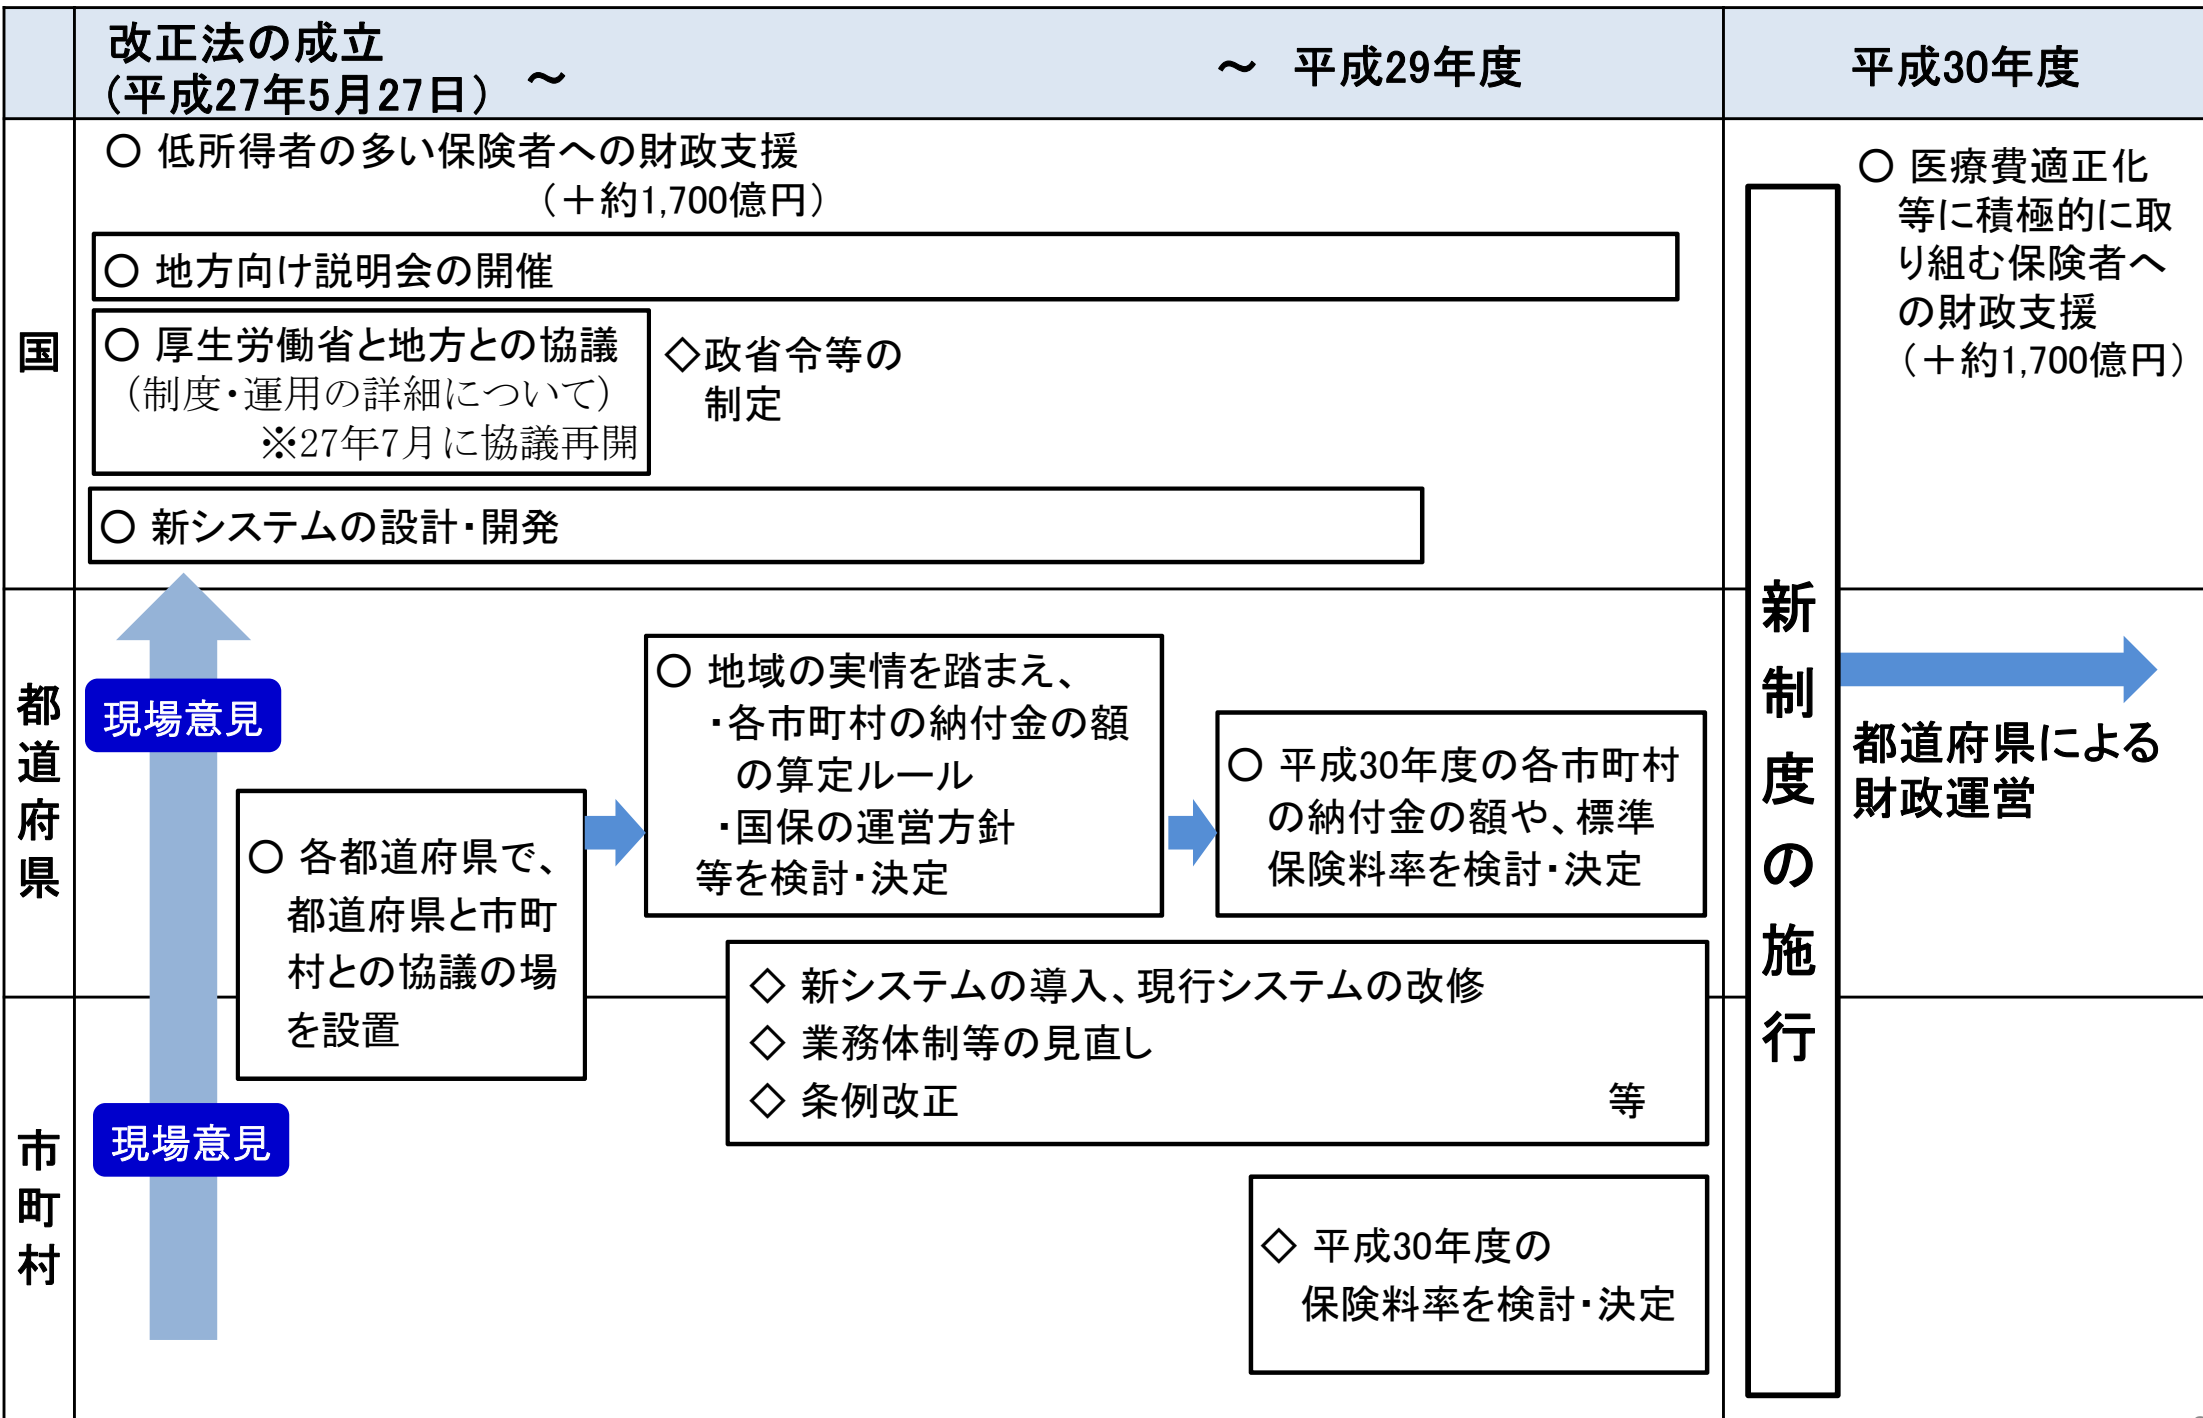 改正法の成立
(平成27年5月27日) ～
～ 平成29年度
平成30年度
国
○ 低所得者の多い保険者への財政支援
（＋約1,700億円）
○ 地方向け説明会の開催
○ 厚生労働省と地方との協議
（制度・運用の詳細について）
※27年7月に協議再開
◇政省令等の
制定
○ 新システムの設計・開発
○ 医療費適正化
等に積極的に取
り組む保険者へ
の財政支援
（＋約1,700億円）
都道府県
現場意見
○ 各都道府県で、
都道府県と市町
村との協議の場
を設置
○ 地域の実情を踏まえ、
・各市町村の納付金の額
の算定ルール
・国保の運営方針
等を検討・決定
○ 平成30年度の各市町村
の納付金の額や、標準
保険料率を検討・決定
新制度の施行
都道府県による
財政運営
◇ 新システムの導入、現行システムの改修
◇ 業務体制等の見直し
◇ 条例改正 等
市町村
現場意見
◇ 平成30年度の
保険料率を検討・決定